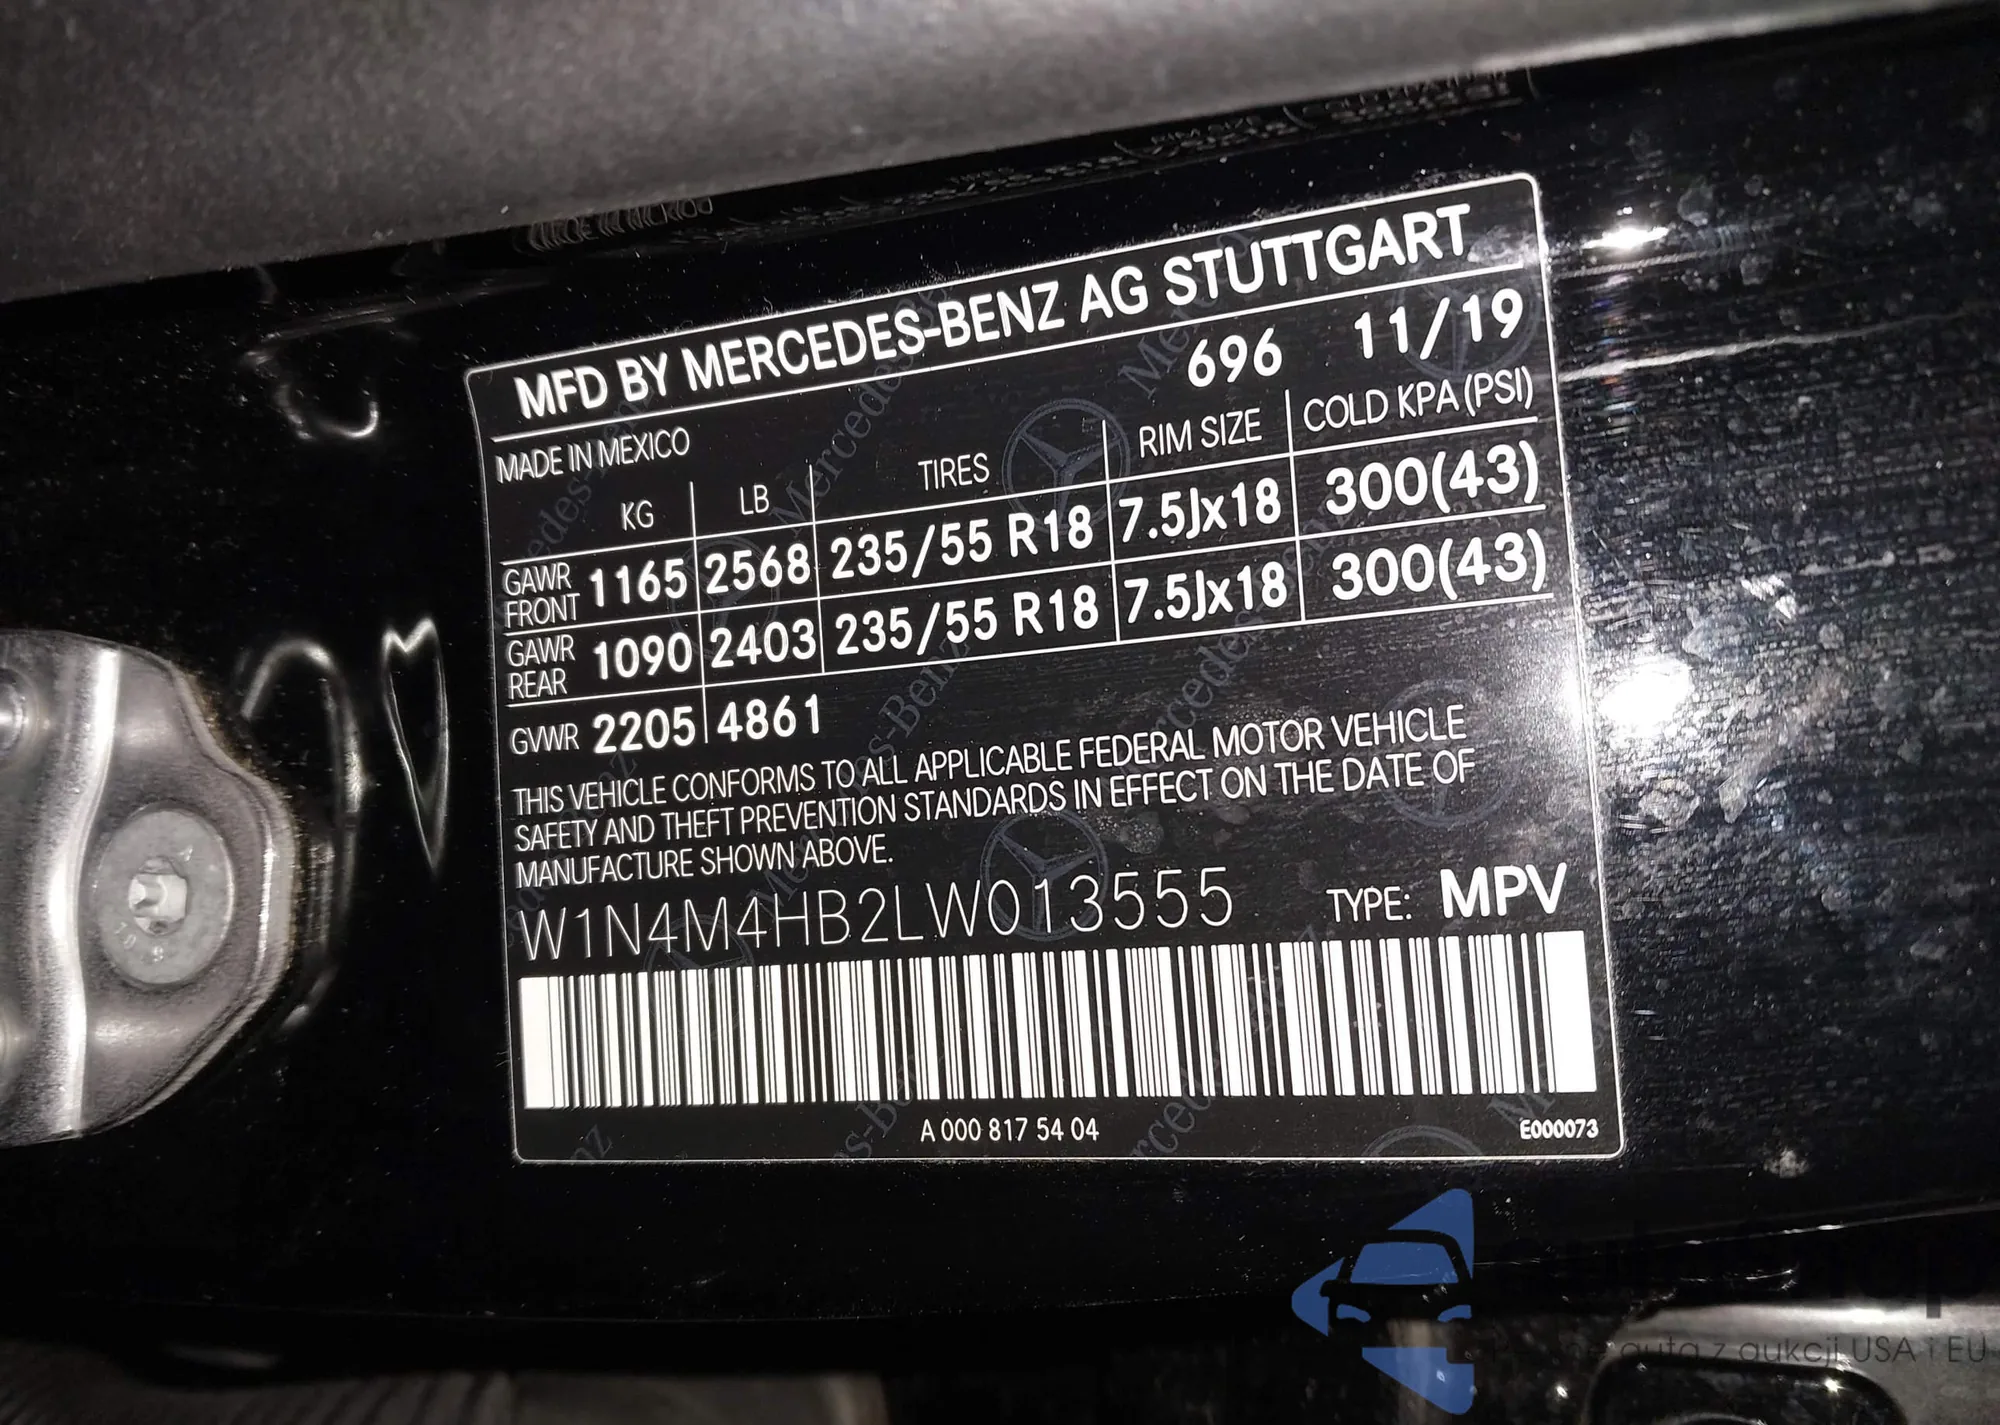 MFD BY MERCEDES-BENZ AG STUTTGART
696 11/19
MADE IN MEXICO
KG LB TIRES RIM SIZE COLD KPA (PSI)
GAWR FRONT 1165 2568 235/55 R18 7.5Jx18 300(43)
GAWR REAR 1090 2403 235/55 R18 7.5Jx18 300(43)
GVWR 2205 4861
THIS VEHICLE CONFORMS TO ALL APPLICABLE FEDERAL MOTOR VEHICLE
SAFETY AND THEFT PREVENTION STANDARDS IN EFFECT ON THE DATE OF
MANUFACTURE SHOWN ABOVE.
W1N4M4HB2LW013555 TYPE: MPV
A 000 817 54 04 E000073
auta z aukcji USA i EU